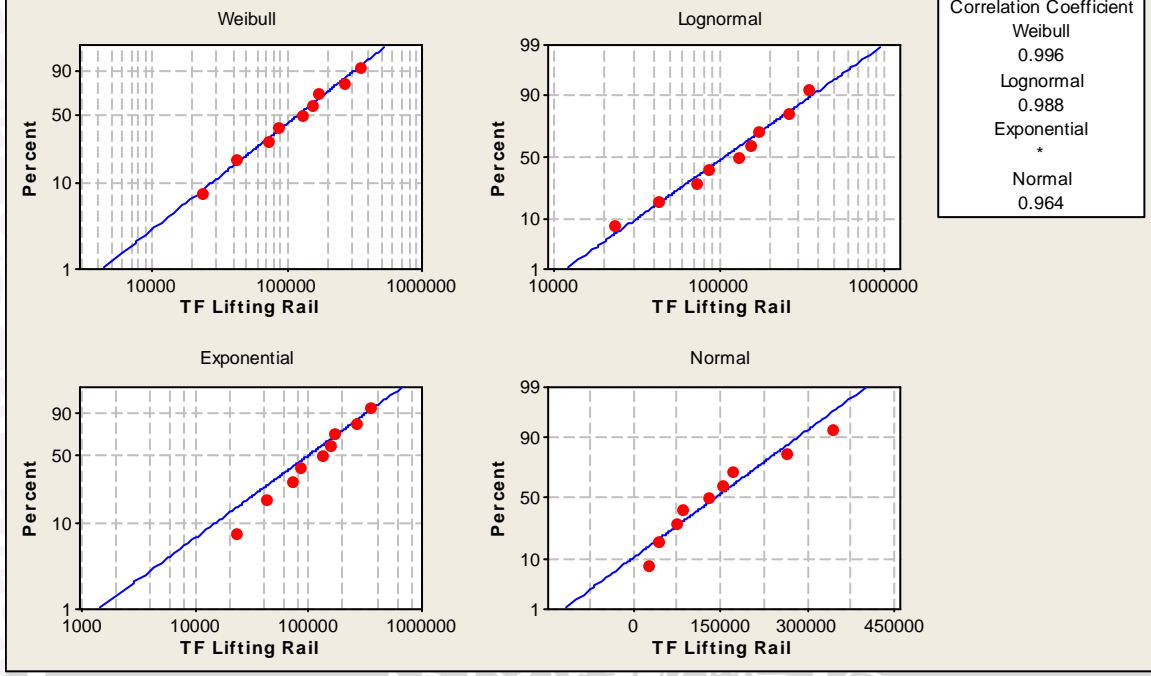 Weibull
Percent
90
50
10
1
10000 100000 1000000
TF Lifting Rail
Lognormal
Percent
99
90
50
10
1
10000 100000 1000000
TF Lifting Rail
Correlation Coefficient
Weibull
0.996
Lognormal
0.988
Exponential
*
Normal
0.964
Exponential
Percent
90
50
10
1
1000 10000 100000 1000000
TF Lifting Rail
Normal
Percent
99
90
50
10
1
0 150000 300000 450000
TF Lifting Rail